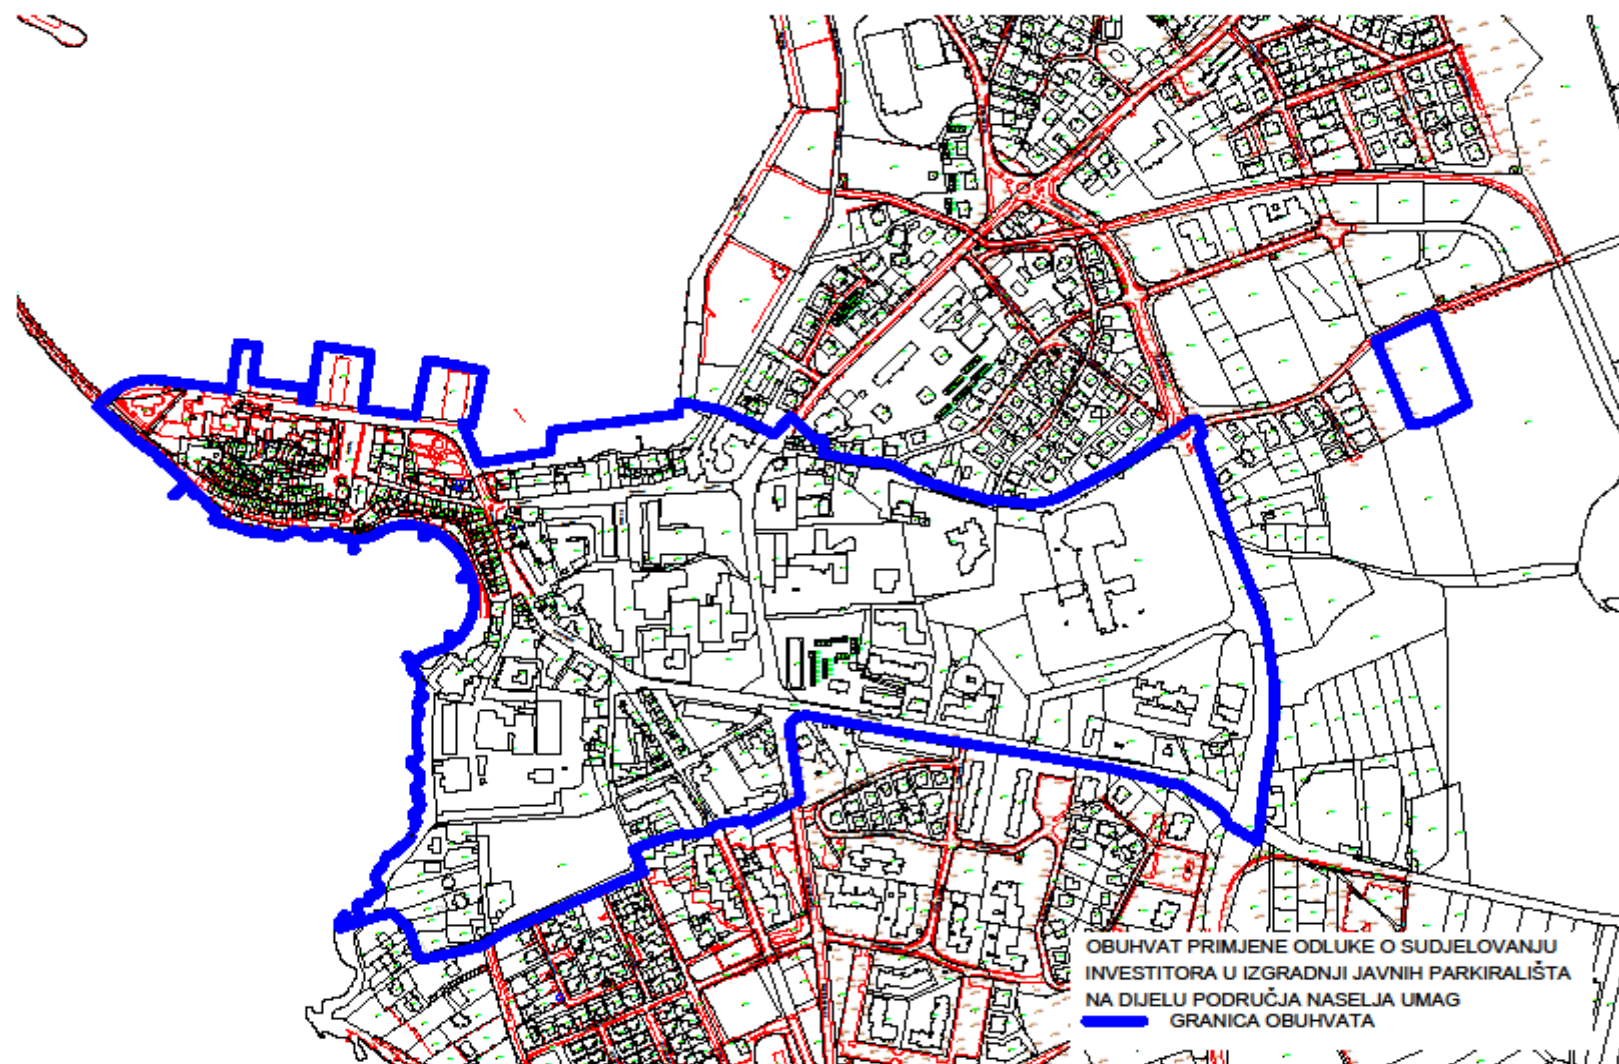 OBUHVAT PRIMJENE ODLUKE O SUDJELOVANJU
INVESTITORA U IZGRADNJI JAVNIH PARKIRALIŠTA
NA DIJELU PODRUČJA NASELJA UMAG
GRANICA OBUHVATA